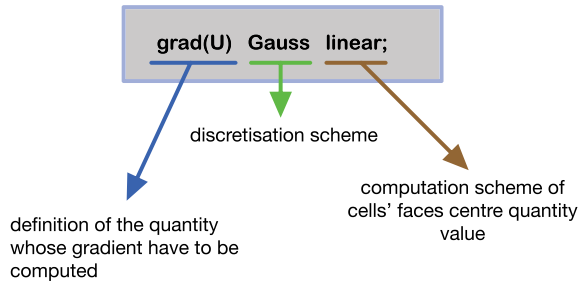 grad(U) Gauss linear;
discretisation scheme
computation scheme of
cells’ faces centre quantity
value
definition of the quantity
whose gradient have to be
computed